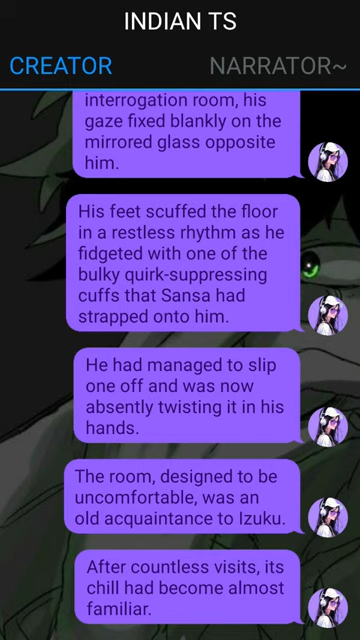 INDIAN TS
CREATOR
NARRATOR~
interrogation room, his
gaze fixed blankly on the
mirrored glass opposite
him.
His feet scuffed the floor
in a restless rhythm as he
fidgeted with one of the
bulky quirk-suppressing
cuffs that Sansa had
strapped onto him.
He had managed to slip
one off and was now
absently twisting it in his
hands.
The room, designed to be
uncomfortable, was an
old acquaintance to Izuku.
After countless visits, its
chill had become almost
familiar.